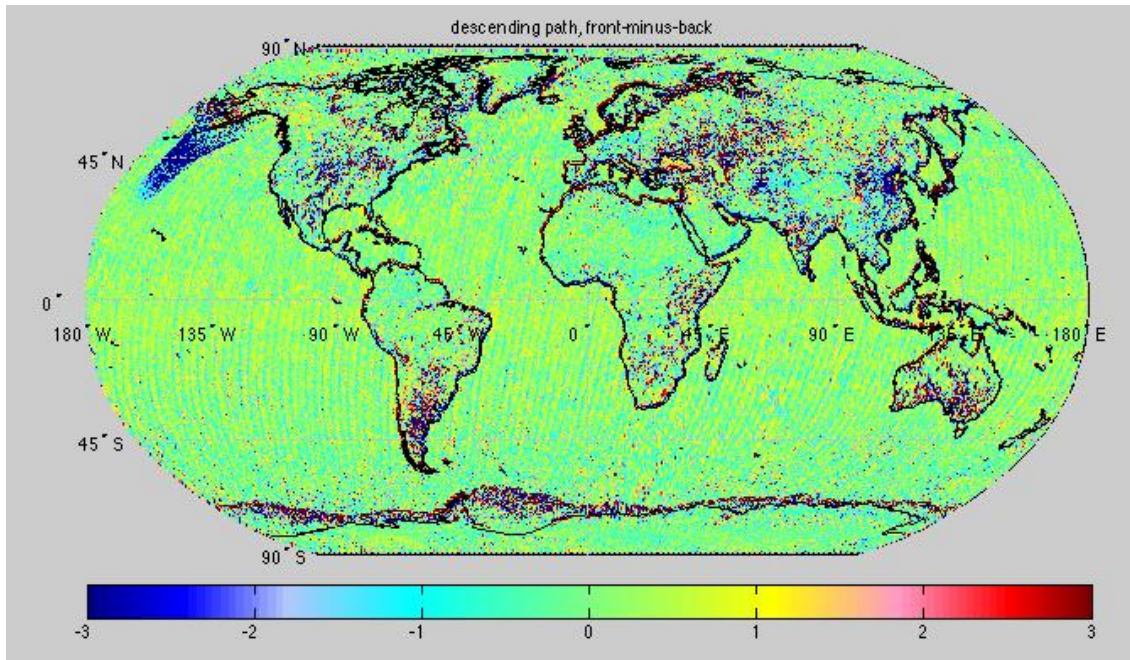 descending path, front-minus-back
90° N
45° N
0°
180° W 135° W 90° W 45° W 0° 45° E 90° E 135° E 180° E
45° S
90° S
-3 -2 -1 0 1 2 3